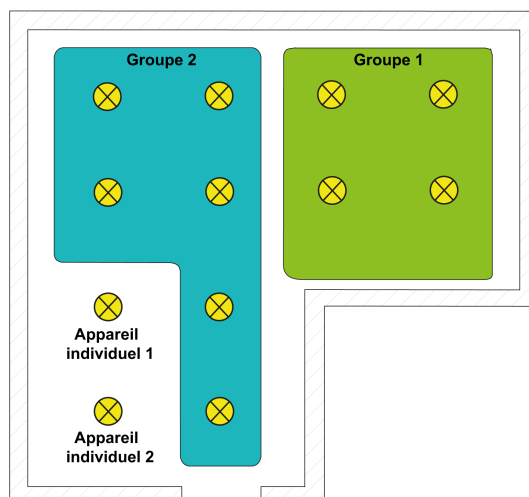 Groupe 2
Groupe 1
Appareil
individuel 1
Appareil
individuel 2